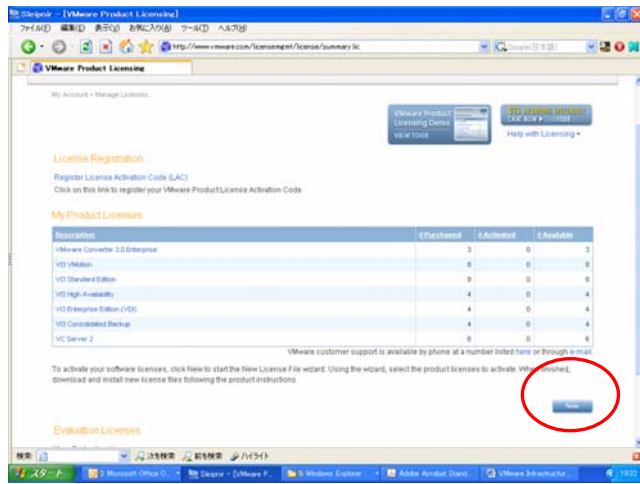 Sleipnir - [VMware Product Licensing]
ファイル(F) 編集(E) 表示(V) お気に入り(A) ツール(T) ヘルプ(H)
http://www.vmware.com/licensemgmt/license/summary.lic
VMware Product Licensing
My Account > Manage Licenses
VMware Product
Licensing Demo
VIEW TOUR
Help with Licensing
License Registration
Register License Activation Code (LAC)
Click on this link to register your VMware Product License Activation Code.
My Product Licenses
Description # Purchased # Activated # Available
VMware Converter 3.0 Enterprise 3 0 3
VI3 VMotion 8 0 8
VI3 Standard Edition 8 0 8
VI3 High-Availability 4 0 4
VI3 Enterprise Edition (VDI) 4 0 4
VI3 Consolidated Backup 4 0 4
VC Server 2 6 0 6
VMware customer support is available by phone at a number listed here or through e-mail.
To activate your software licenses, click New to start the New License File wizard. Using the wizard, select the product licenses to activate. When finished,
download and install new license files following the product instructions.
New
Evaluation Licenses
検索: 次を検索 前を検索 ハイライト
スタート Microsoft Office O... Sleipnir - [VMware P... 5 Windows Explorer Adobe Acrobat Stand... VMware Infrastructur...